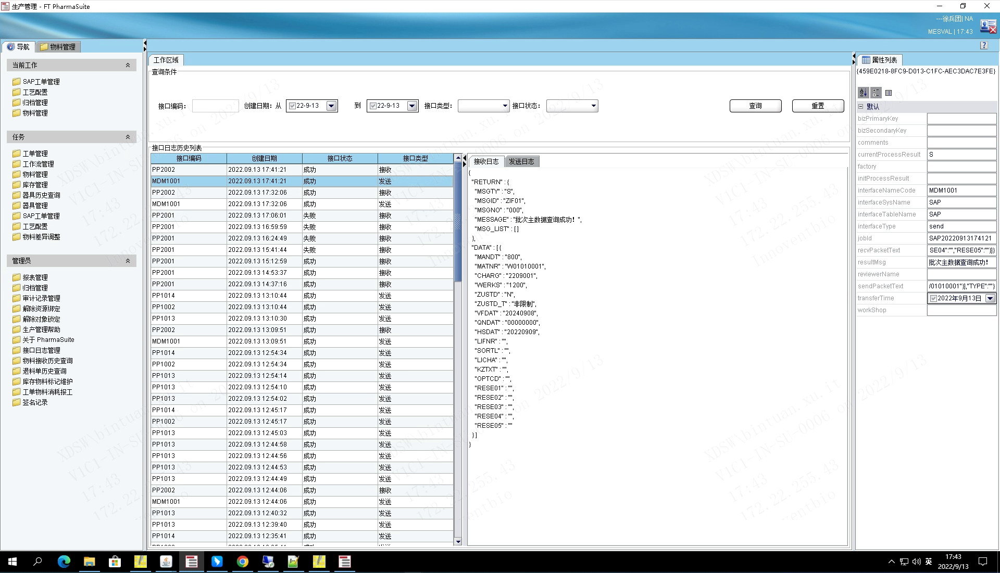 生产管理 - FT PharmaSuite
---徐兵团| NA
MESVAL | 17:43
导航
物料管理
当前工作
SAP工单管理
工艺配置
归档管理
物料管理
任务
工单管理
工作流管理
物料管理
库存管理
器具历史查询
器具管理
SAP工单管理
工艺配置
物料差异调整
管理员
报表管理
归档管理
审计记录管理
解除资源绑定
解除对象锁定
生产管理帮助
关于 PharmaSuite
接口日志管理
物料接收历史查询
退料单历史查询
库存物料标记维护
工单物料消耗报工
签名记录
工作区域
查询条件
接口编码： 创建日期：从 22-9-13 到 22-9-13 接口类型： 接口状态： 查询 重置
接口日志历史列表
接口编码 创建日期 接口状态 接口类型
PP2002 2022.09.13 17:41:21 成功 接收
MDM1001 2022.09.13 17:41:21 成功 发送
PP2002 2022.09.13 17:32:06 成功 接收
MDM1001 2022.09.13 17:32:06 成功 发送
PP2001 2022.09.13 17:06:01 失败 接收
PP2001 2022.09.13 16:59:59 失败 接收
PP2001 2022.09.13 16:24:49 失败 接收
PP2001 2022.09.13 15:41:44 失败 接收
PP2001 2022.09.13 15:12:59 成功 接收
PP2001 2022.09.13 14:53:37 成功 接收
PP2001 2022.09.13 14:37:16 成功 接收
PP1014 2022.09.13 13:10:44 成功 发送
PP1002 2022.09.13 13:10:44 成功 发送
PP1013 2022.09.13 13:10:30 成功 发送
PP2002 2022.09.13 13:09:51 成功 接收
MDM1001 2022.09.13 13:09:51 成功 发送
PP1014 2022.09.13 12:54:34 成功 发送
PP1002 2022.09.13 12:54:34 成功 发送
PP1013 2022.09.13 12:54:14 成功 发送
PP1013 2022.09.13 12:54:10 成功 发送
PP1013 2022.09.13 12:54:02 成功 发送
PP1014 2022.09.13 12:45:17 成功 发送
PP1002 2022.09.13 12:45:17 成功 发送
PP1013 2022.09.13 12:45:03 成功 发送
PP1013 2022.09.13 12:44:58 成功 发送
PP1013 2022.09.13 12:44:56 成功 发送
PP1013 2022.09.13 12:44:53 成功 发送
PP1013 2022.09.13 12:44:49 成功 发送
PP2002 2022.09.13 12:44:06 成功 接收
MDM1001 2022.09.13 12:44:06 成功 发送
PP1013 2022.09.13 12:40:32 成功 发送
PP1013 2022.09.13 12:39:40 成功 发送
PP1014 2022.09.13 12:35:41 成功 发送
接收日志 发送日志
{
"RETURN" : {
"MSGTY" : "S",
"MSGID" : "ZIF01",
"MSGNO" : "000",
"MESSAGE" : "批次主数据查询成功！",
"MSG_LIST" : [ ]
},
"DATA" : [ {
"MANDT" : "800",
"MATNR" : "W01010001",
"CHARG" : "2209001",
"WERKS" : "1200",
"ZUSTD" : "N",
"ZUSTD_T" : "非限制",
"VFDAT" : "20240908",
"QNDAT" : "00000000",
"HSDAT" : "20220909",
"LIFNR" : "",
"SORTL" : "",
"LICHA" : "",
"KZTXT" : "",
"OPTCD" : "",
"RESE01" : "",
"RESE02" : "",
"RESE03" : "",
"RESE04" : "",
"RESE05" : ""
} ]
}
属性列表
{459E0218-8FC9-D013-C1FC-AEC3DAC7E3FE}
默认
bizPrimaryKey
bizSecondaryKey
comments
currentProcessResult S
factory
initProcessResult
interfaceNameCode MDM1001
interfaceSysName SAP
interfaceTableName SAP
interfaceType send
jobId SAP20220913174121
recvPacketText SE04":"","RESE05":""}]}
resultMsg 批次主数据查询成功！
reviewerName
sendPacketText /01010001"}],"TYPE":""}
transferTime 2022年9月13日
workShop
XDSW\bintuan.xu.it
V1C1-IN-SU-0006 on 2022/9/13
17:43
172.22.255.43
Innoventbio
英
17:43
2022/9/13